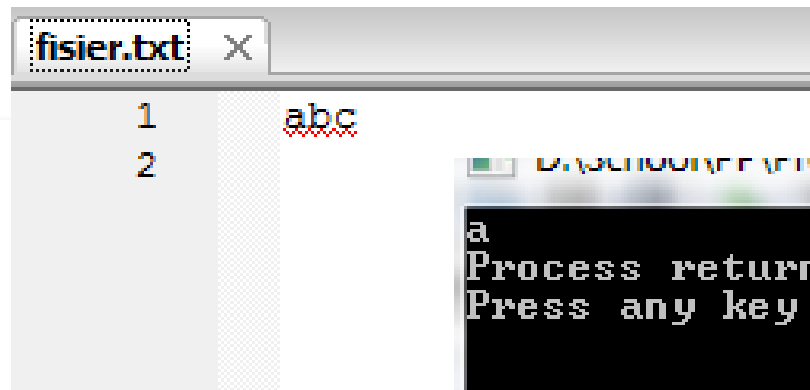 fisier.txt
1 abc
2
a
Process return
Press any key